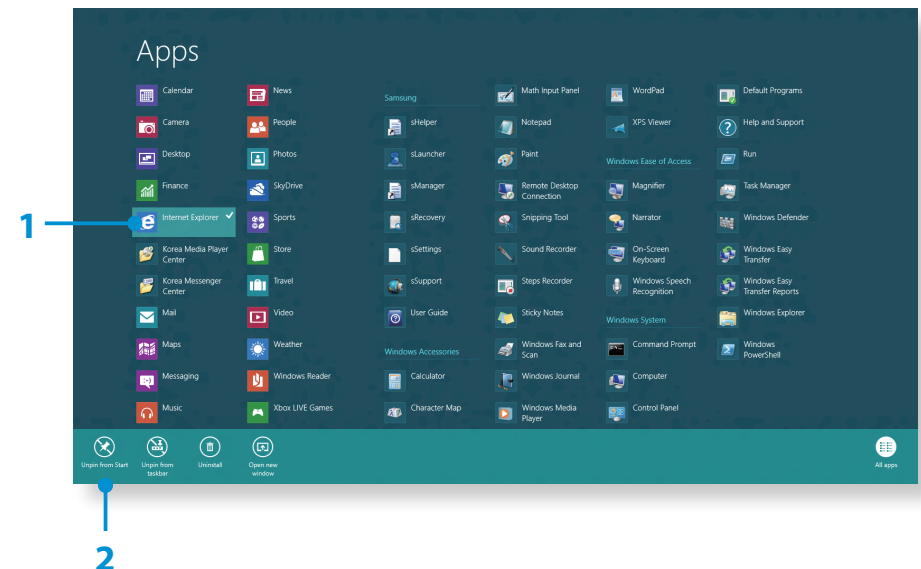 Apps
Calendar
Camera
Desktop
Finance
Internet Explorer
Korea Media Player
Center
Korea Messenger
Center
Mail
Maps
Messaging
Music
News
People
Photos
SkyDrive
Sports
Store
Travel
Video
Weather
Windows Reader
Xbox LIVE Games
Samsung
sHelper
sLauncher
sManager
sRecovery
sSettings
sSupport
User Guide
Windows Accessories
Calculator
Character Map
Math Input Panel
Notepad
Paint
Remote Desktop
Connection
Snipping Tool
Sound Recorder
Steps Recorder
Sticky Notes
Windows Fax and
Scan
Windows Journal
Windows Media
Player
WordPad
XPS Viewer
Windows Ease of Access
Magnifier
Narrator
On-Screen
Keyboard
Windows Speech
Recognition
Windows System
Command Prompt
Computer
Control Panel
Default Programs
Help and Support
Run
Task Manager
Windows Defender
Windows Easy
Transfer
Windows Easy
Transfer Reports
Windows Explorer
Windows
PowerShell
1
Unpin from Start
Unpin from
taskbar
Uninstall
Open new
window
All apps
2